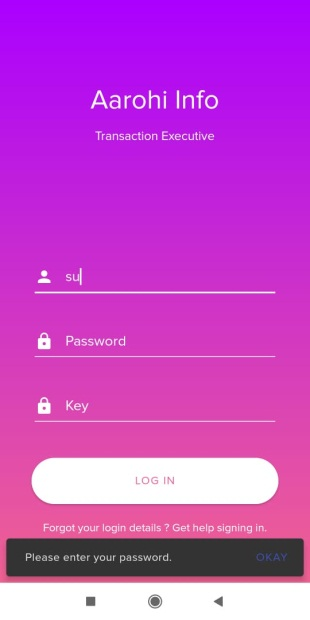 Aarohi Info
Transaction Executive
su
Password
Key
LOG IN
Forgot your login details ? Get help signing in.
Please enter your password. OKAY